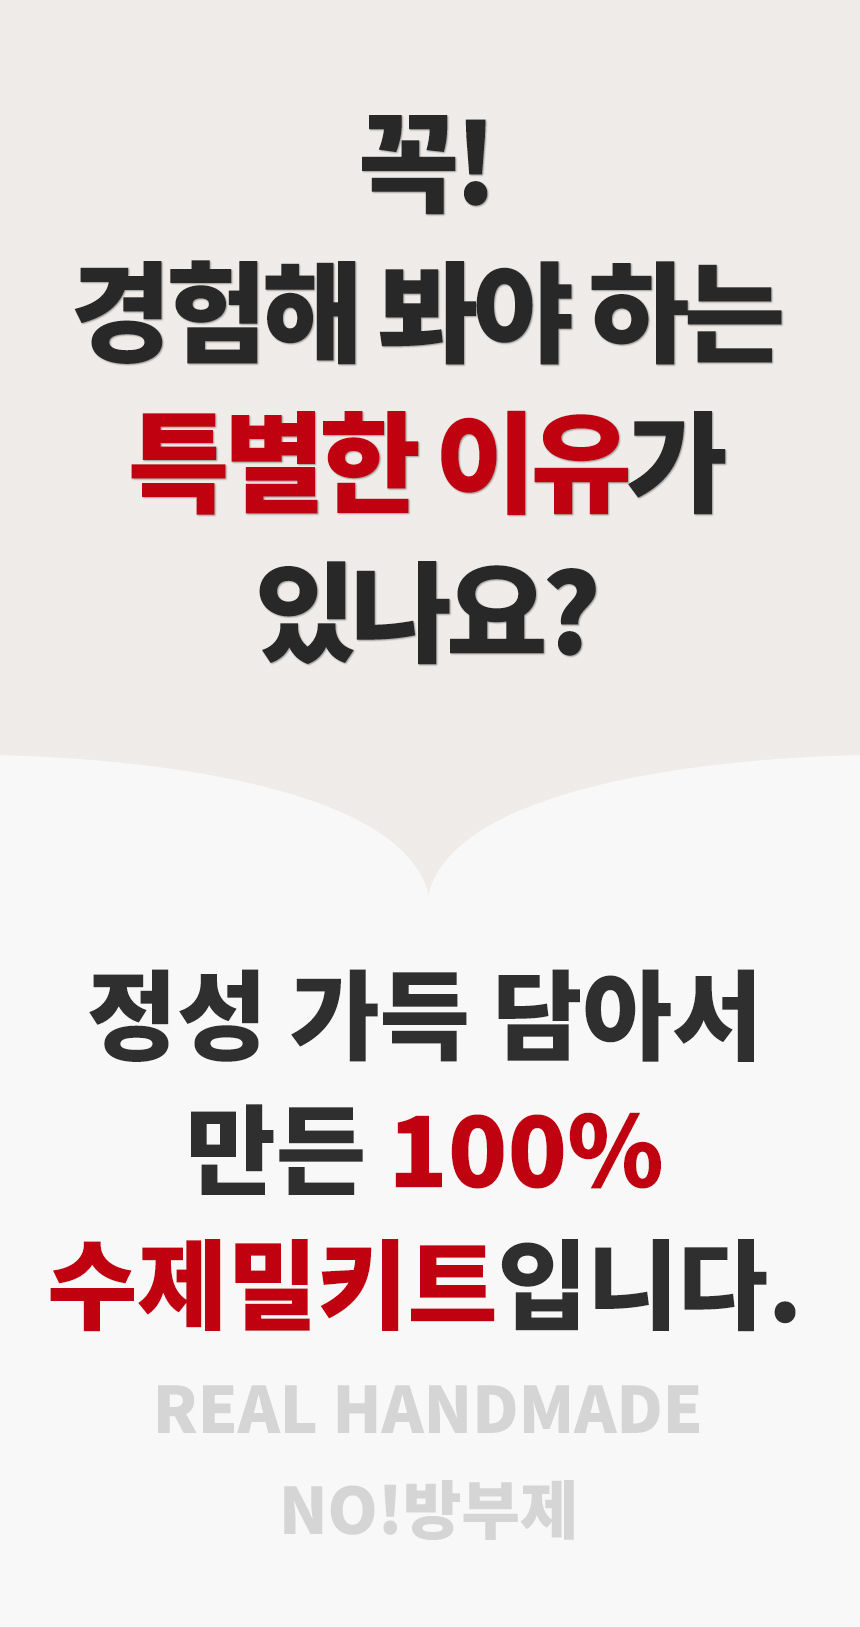 꼭!
경험해 봐야 하는
특별한 이유가
있나요?
정성 가득 담아서
만든 100%
수제밀키트입니다.
REAL HANDMADE
NO!방부제